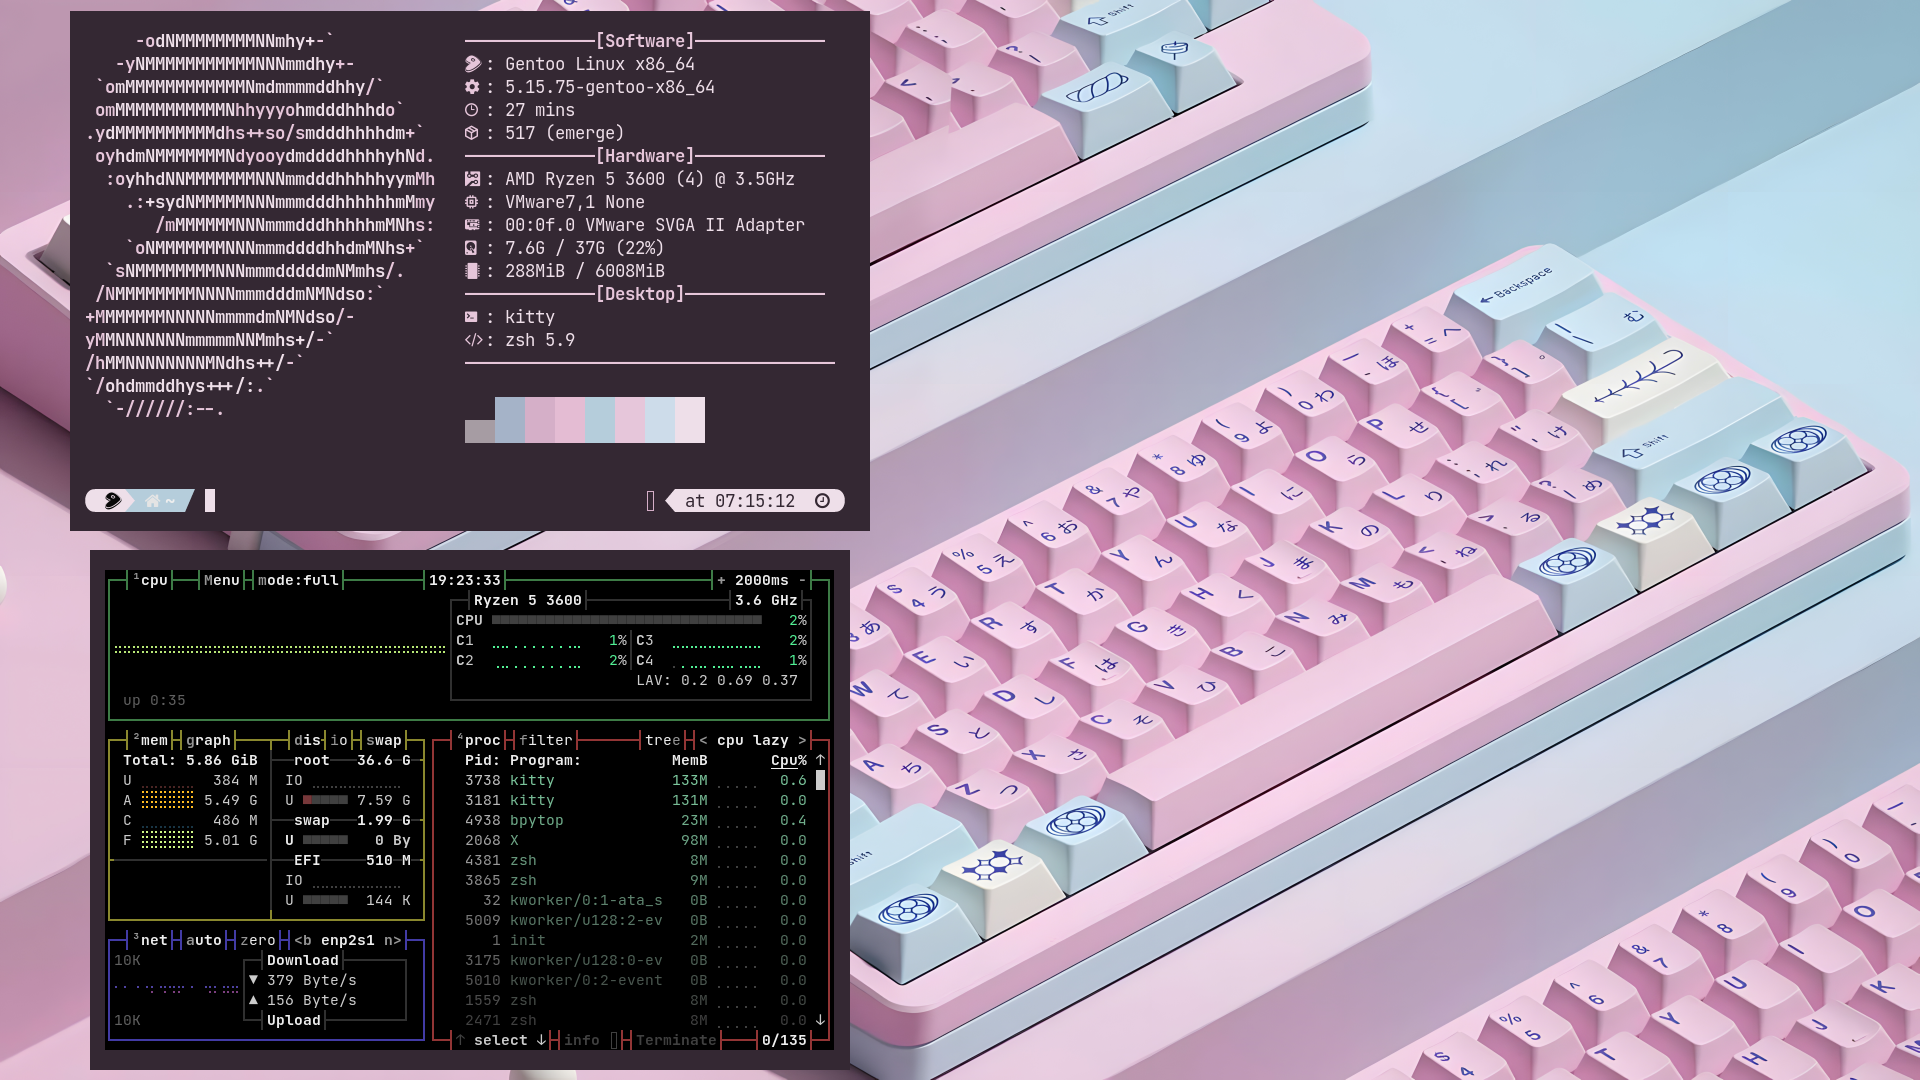 -odNMMMMMMMMNNmhy+-`
-yNMMMMMMMMMMMNNNmmdhy+-
`omMMMMMMMMMMMMNmdmmmmddhhy/`
omMMMMMMMMMMMNhhyyyohmdddhhhdo`
.ydMMMMMMMMMMdhs++so/smdddhhhhdm+`
oyhdmNMMMMMMMNdyooydmddddhhhhyhNd.
:oyhhdNNMMMMMMMNNNmmdddhhhhhyymMh
.:+sydNMMMMMNNNmmmdddhhhhhhmMmy
/mMMMMMMNNNmmmdddhhhhhmMNhs:
`oNMMMMMMMNNNmmmddddhhdmMNhs+`
`sNMMMMMMMMNNNmmmdddddmNMmhs/.
/NMMMMMMMMNNNNmmmdddmNMNdso:`
+MMMMMMMNNNNNmmmmdmNMNdso/-
yMMNNNNNNNmmmmmNNMmhs+/-`
/hMMNNNNNNNNMNdhs++/-`
`/ohdmmddhys+++/:.`
`-//////:--.
[Software]
: Gentoo Linux x86_64
: 5.15.75-gentoo-x86_64
: 27 mins
: 517 (emerge)
[Hardware]
: AMD Ryzen 5 3600 (4) @ 3.5GHz
: VMware7,1 None
: 00:0f.0 VMware SVGA II Adapter
: 7.6G / 37G (22%)
: 288MiB / 6008MiB
[Desktop]
: kitty
: zsh 5.9
~
at 07:15:12
¹cpu Menu mode:full 19:23:33 + 2000ms -
Ryzen 5 3600 3.6 GHz
CPU 2%
C1 1% C3 2%
C2 2% C4 1%
LAV: 0.2 0.69 0.37
up 0:35
²mem graph disk io swap
Total: 5.86 GiB root 36.6 G
U 384 M IO
A 5.49 G U 7.59 G
C 486 M swap 1.99 G
F 5.01 G U 0 By
EFI 510 M
IO
U 144 K
³net auto zero <b enp2s1 n>
10K Download
▼ 379 Byte/s
▲ 156 Byte/s
10K Upload
⁴proc filter tree < cpu lazy >
Pid: Program: MemB Cpu% ↑
3738 kitty 133M 0.6
3181 kitty 131M 0.0
4938 bpytop 23M 0.4
2068 X 98M 0.0
4381 zsh 8M 0.0
3865 zsh 9M 0.0
32 kworker/0:1-ata_s 0B 0.0
5009 kworker/u128:2-ev 0B 0.0
1 init 2M 0.0
3175 kworker/u128:0-ev 0B 0.0
5010 kworker/0:2-event 0B 0.0
1559 zsh 8M 0.0
2471 zsh 8M 0.0 ↓
↑ select ↓ info Terminate 0/135
Shift
← Backspace
Shift